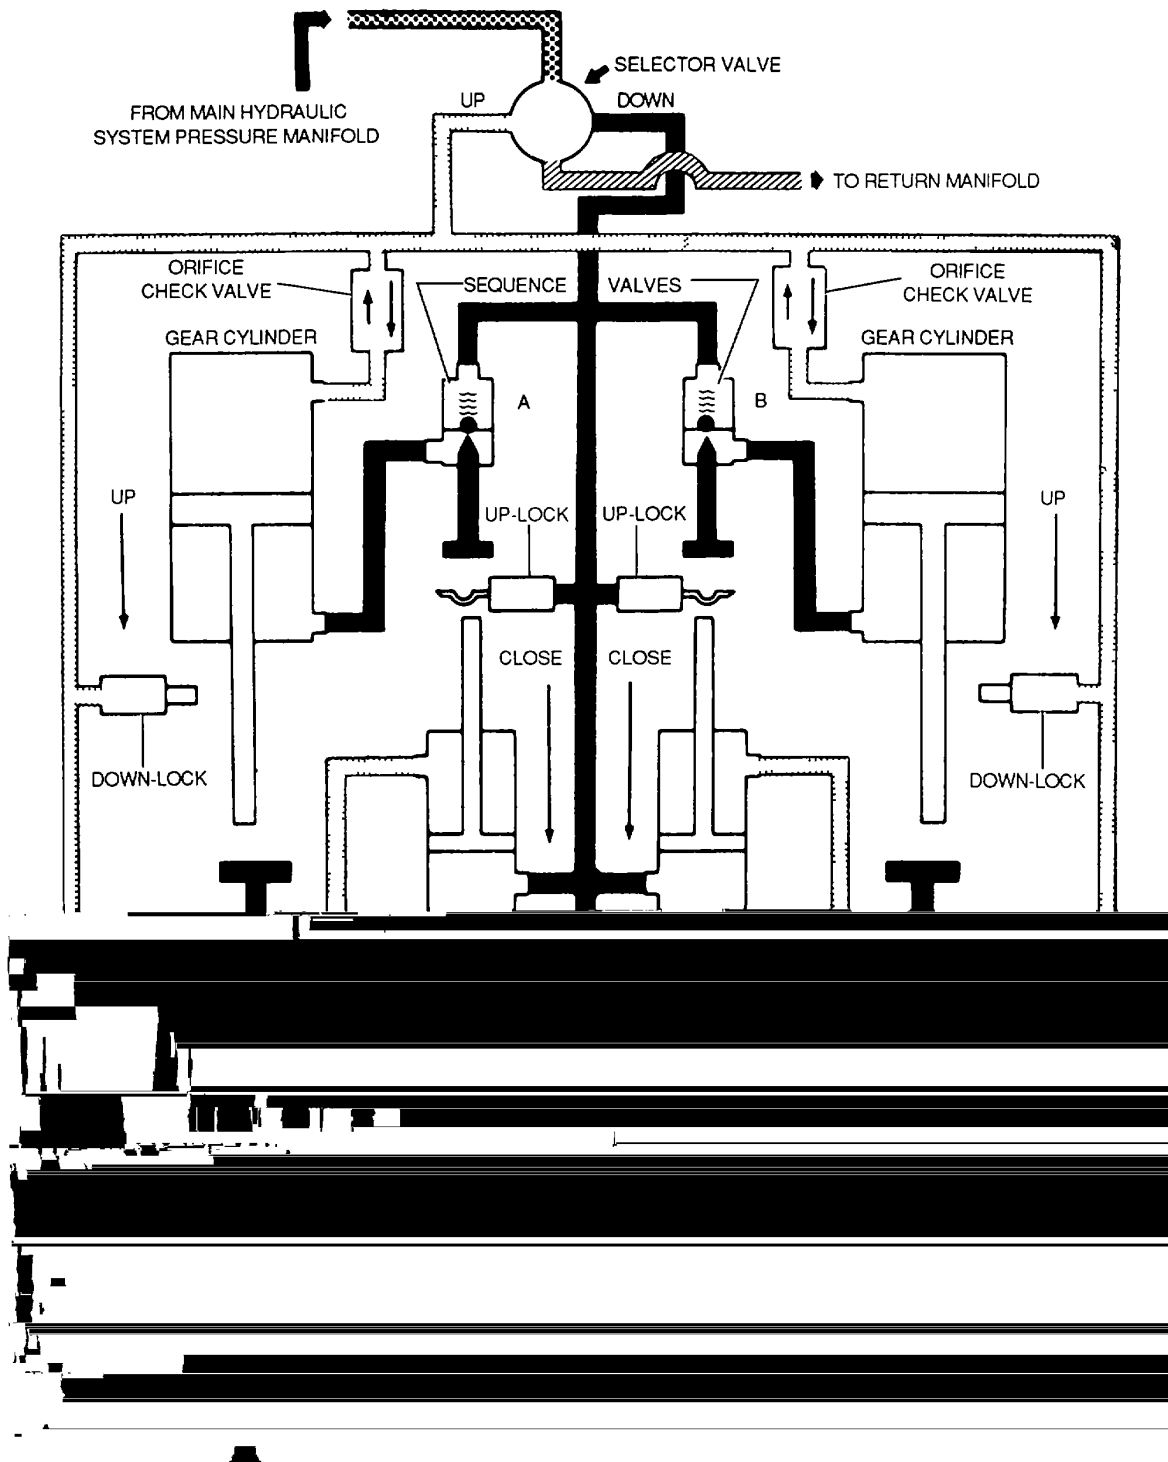 SELECTOR VALVE
UP
DOWN
FROM MAIN HYDRAULIC
SYSTEM PRESSURE MANIFOLD
TO RETURN MANIFOLD
ORIFICE
CHECK VALVE
SEQUENCE VALVES
ORIFICE
CHECK VALVE
GEAR CYLINDER
GEAR CYLINDER
A
B
UP
UP
UP-LOCK
UP-LOCK
CLOSE
CLOSE
DOWN-LOCK
DOWN-LOCK